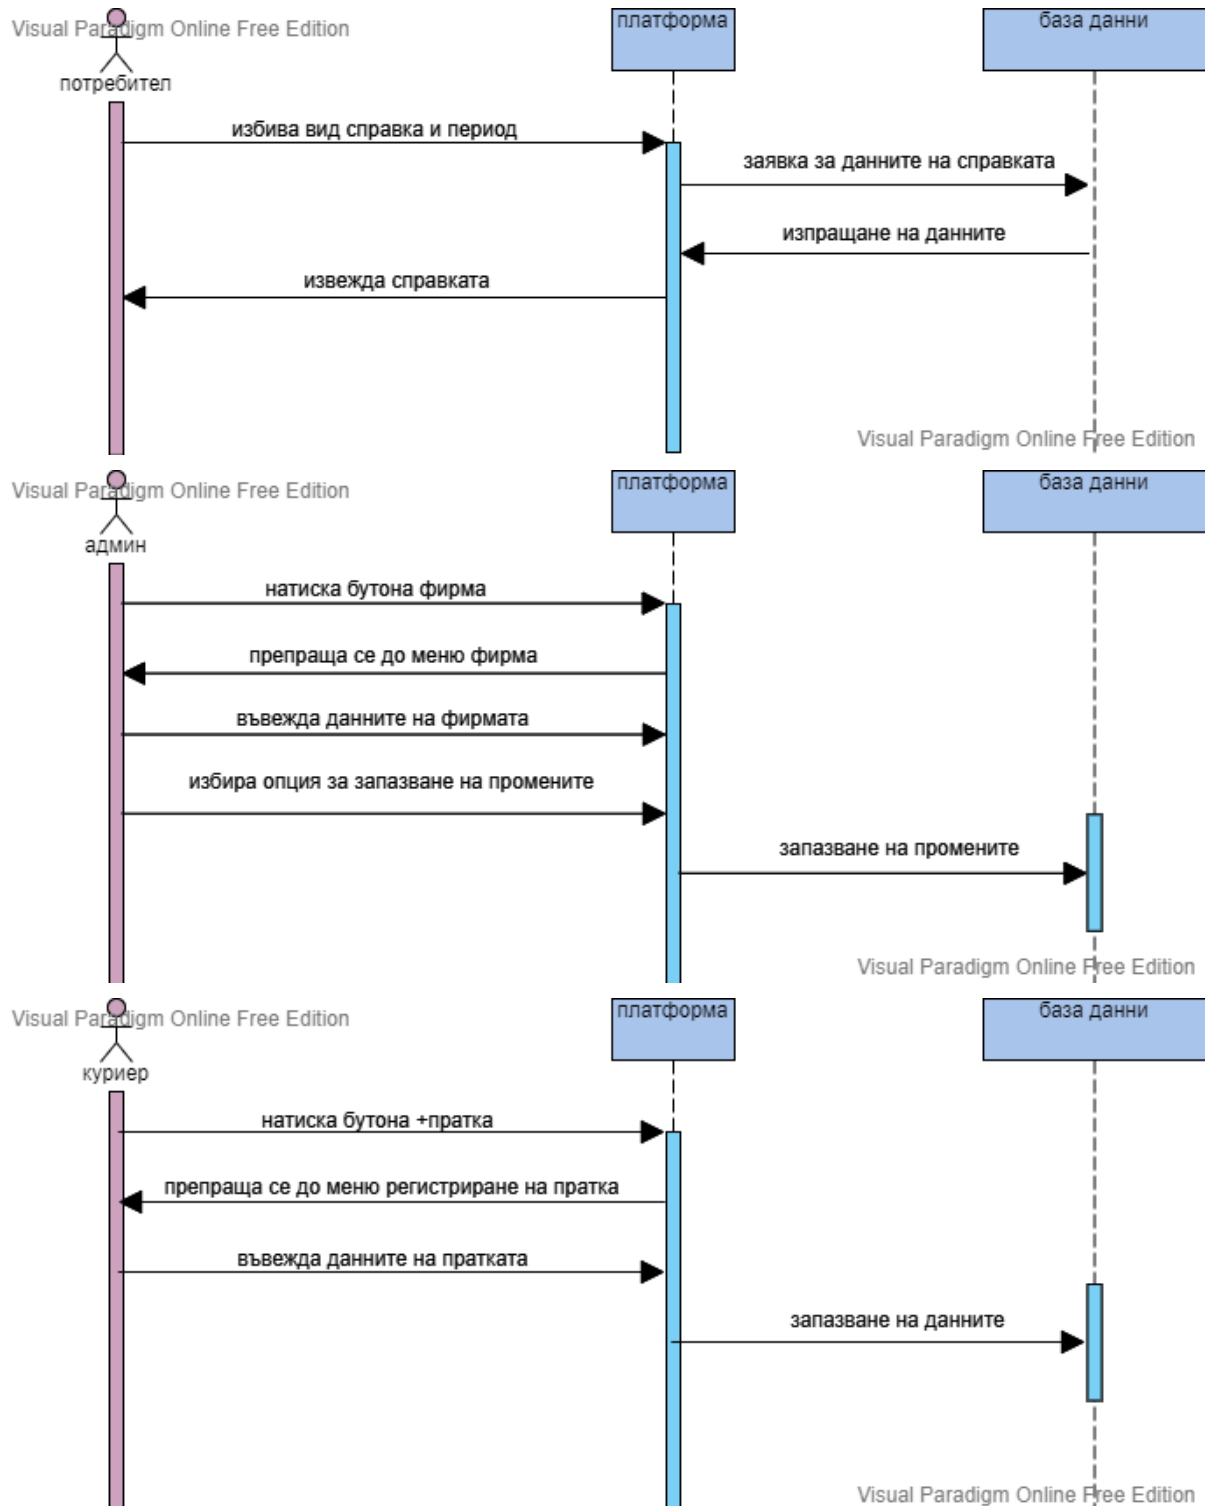 Visual Paradigm Online Free Edition
платформа
база данни
потребител
избива вид справка и период
заявка за данните на справката
изпращане на данните
извежда справката
Visual Paradigm Online Free Edition
Visual Paradigm Online Free Edition
платформа
база данни
админ
натиска бутона фирма
препраща се до меню фирма
въвежда данните на фирмата
избира опция за запазване на промените
запазване на промените
Visual Paradigm Online Free Edition
Visual Paradigm Online Free Edition
платформа
база данни
куриер
натиска бутона +пратка
препраща се до меню регистриране на пратка
въвежда данните на пратката
запазване на данните
Visual Paradigm Online Free Edition